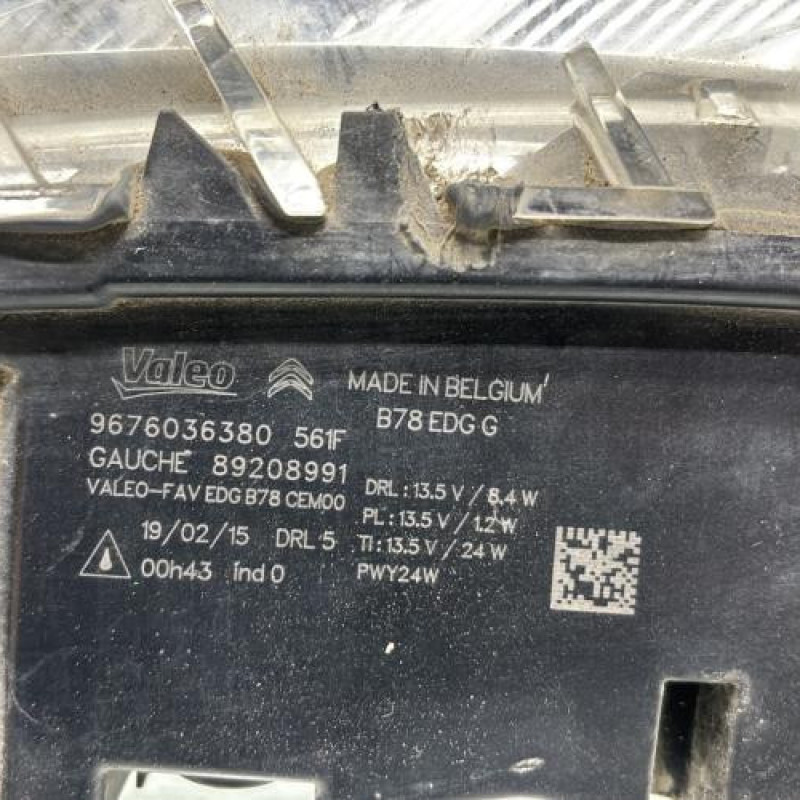 Valeo MADE IN BELGIUM
9676036380 561F B78 EDG G
GAUCHE 89208991
VALEO-FAV EDG B78 CEM00
DRL : 13.5 V / 8.4 W
PL : 13.5 V / 1.2 W
19/02/15 DRL 5
TI : 13.5 V / 24 W
00h43 ind 0
PWY24W